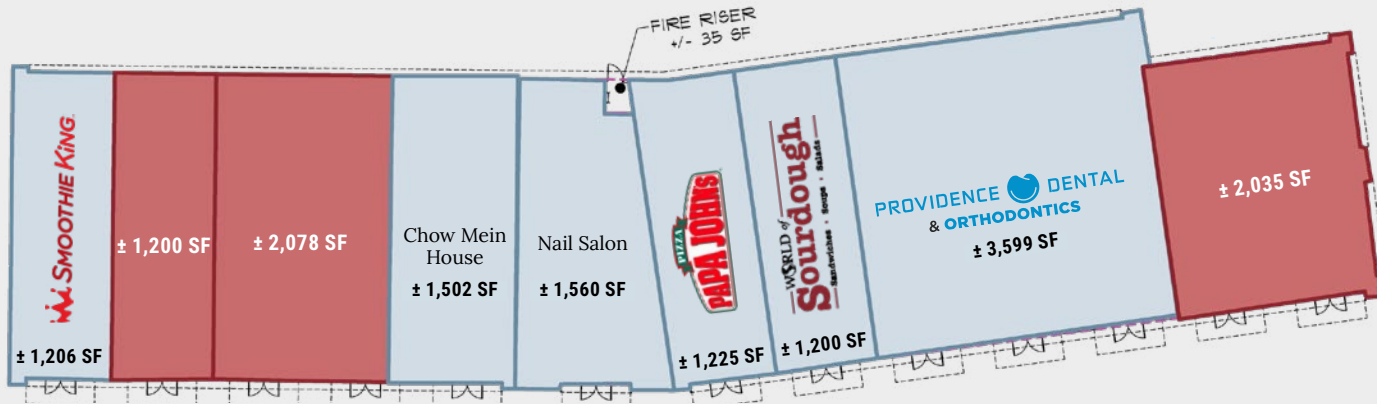 FIRE RISER
+/- 35 SF
SMOOTHIE KING
± 1,206 SF
± 1,200 SF
± 2,078 SF
Chow Mein
House
± 1,502 SF
Nail Salon
± 1,560 SF
PIZZA
PAPA JOHNS
± 1,225 SF
WORLD of
Sourdough
Sandwiches • Soups • Salads
± 1,200 SF
PROVIDENCE DENTAL
& ORTHODONTICS
± 3,599 SF
± 2,035 SF